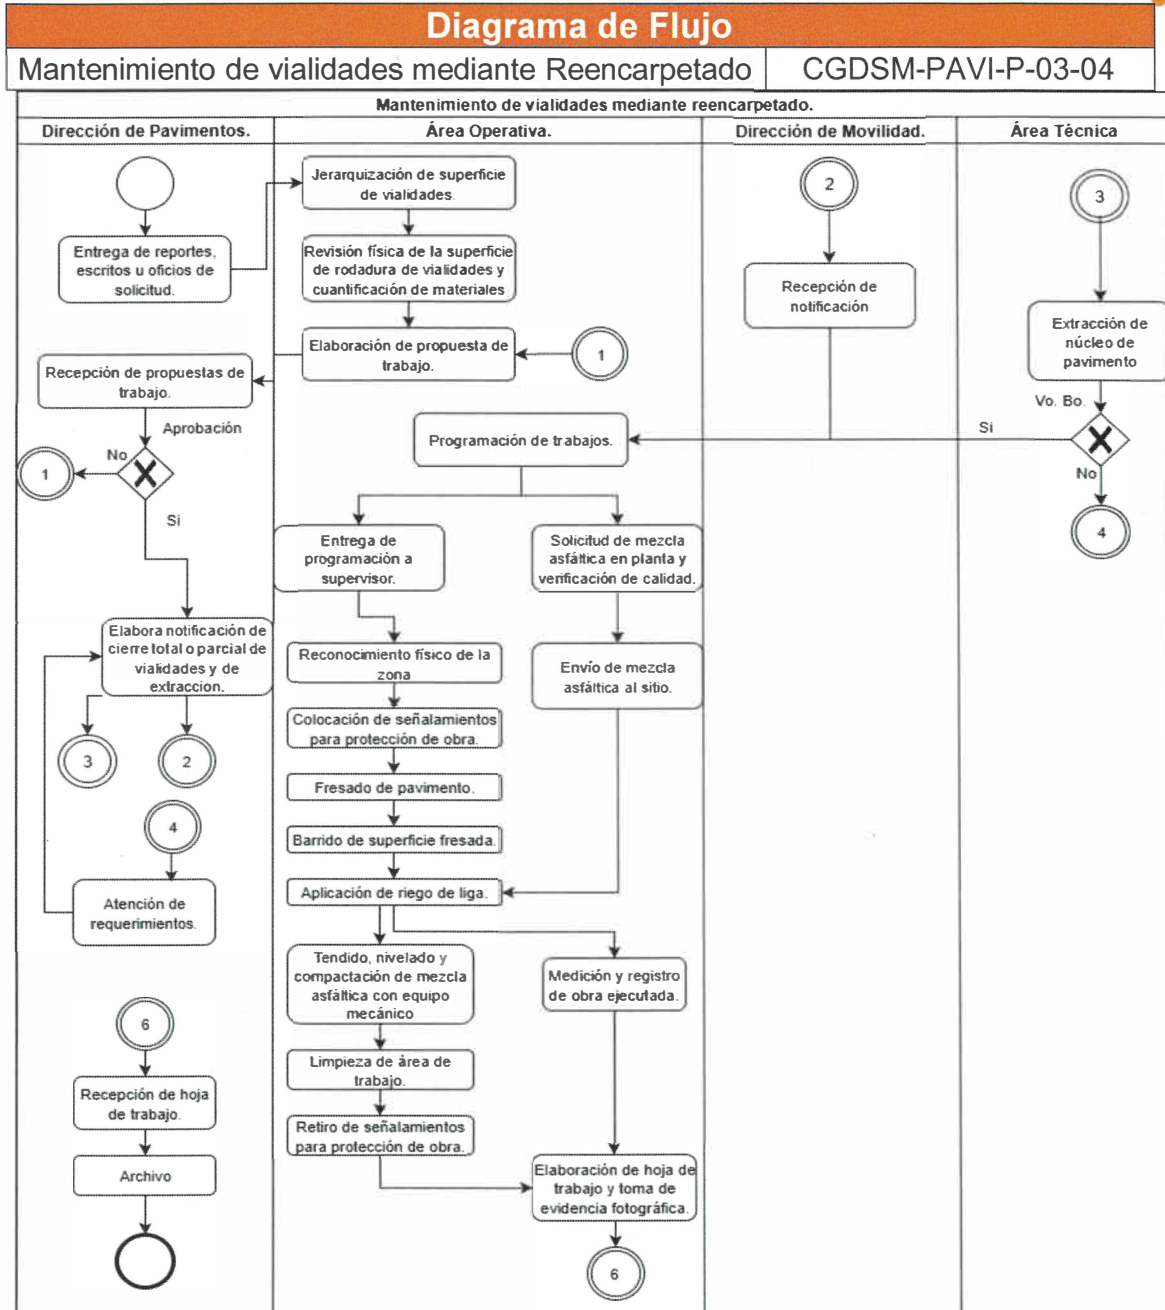 Diagrama de Flujo
Mantenimiento de vialidades mediante Reencarpetado
CGDSM-PAVI-P-03-04
Mantenimiento de vialidades mediante reencarpetado.
Dirección de Pavimentos.
Área Operativa.
Dirección de Movilidad.
Área Técnica
Entrega de reportes,
escritos u oficios de
solicitud.
Jerarquización de superficie
de vialidades.
Revisión física de la superficie
de rodadura de vialidades y
cuantificación de materiales
Elaboración de propuesta de
trabajo.
1
2
Recepción de
notificación
3
Extracción de
núcleo de
pavimento
Vo. Bo.
Si
No
4
Recepción de propuestas de
trabajo.
Aprobación
No
1
Si
Programación de trabajos.
Entrega de
programación a
supervisor.
Solicitud de mezcla
asfáltica en planta y
verificación de calidad.
Elabora notificación de
cierre total o parcial de
vialidades y de
extraccion.
3
2
4
Atención de
requerimientos.
Reconocimiento físico de la
zona
Envío de mezcla
asfáltica al sitio.
Colocación de señalamientos
para protección de obra.
Fresado de pavimento.
Barrido de superficie fresada.
Aplicación de riego de liga.
Tendido, nivelado y
compactación de mezcla
asfáltica con equipo
mecánico
Medición y registro
de obra ejecutada.
Limpieza de área de
trabajo.
Retiro de señalamientos
para protección de obra.
Elaboración de hoja de
trabajo y toma de
evidencia fotográfica.
6
6
Recepción de hoja
de trabajo.
Archivo